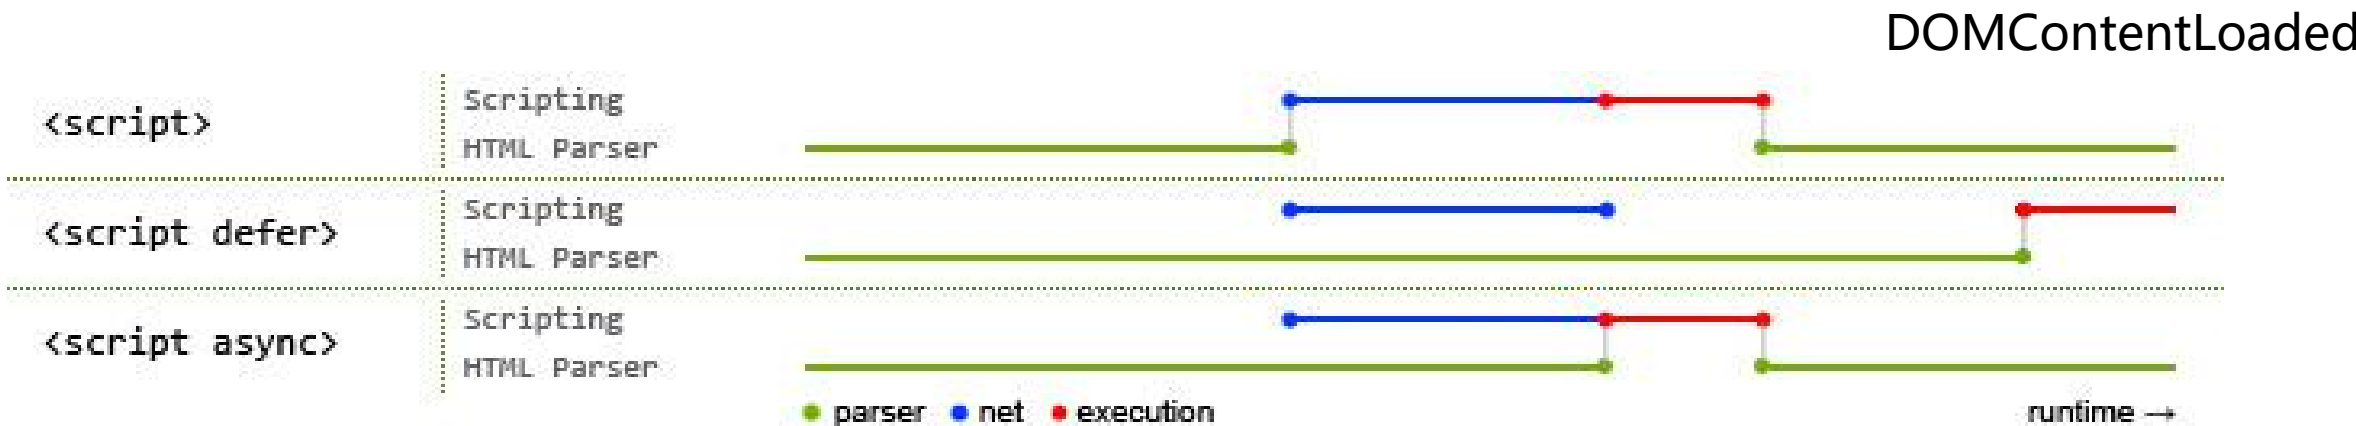 DOMContentLoaded
<script>
Scripting
HTML Parser
<script defer>
Scripting
HTML Parser
<script async>
Scripting
HTML Parser
parser net execution
runtime →